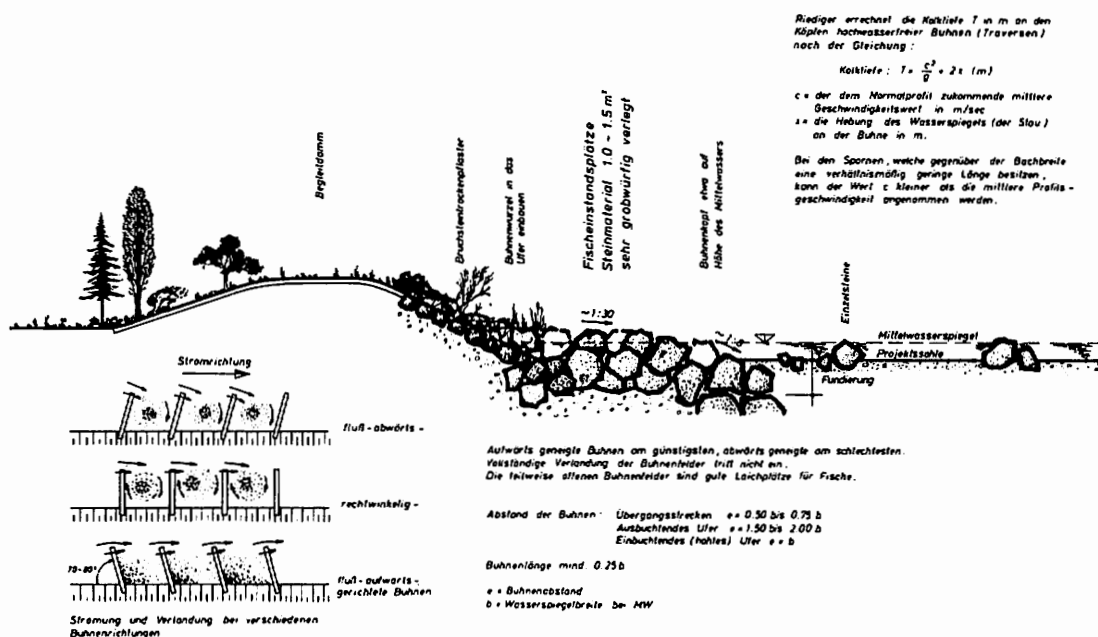 Riediger errechnet die Kolktiefe T in m an den
Köpfen hochwasserfreier Buhnen (Traversen)
nach der Gleichung :
Kolktiefe : T = c²/g + 2z (m)
c = der dem Normalprofil zukommende mittlere
Geschwindigkeitswert in m/sec
z = die Hebung des Wasserspiegels (der Stau)
an der Buhne in m.
Bei den Spornen, welche gegenüber der Bachbreite
eine verhältnismäßig geringe Länge besitzen,
kann der Wert c kleiner als die mittlere Profils-
geschwindigkeit angenommen werden.
Begleitdamm
Bruchsteintrockenpflaster
Buhnenwurzel in das
Ufer einbauen
Fischeinstandsplätze
Steinmaterial 1.0 - 1.5 m³
sehr grobwürfig verlegt
Buhnenkopf etwa auf
Höhe des Mittelwassers
Einzelsteine
~1:30
Mittelwasserspiegel
Projektsohle
Fundierung
Stromrichtung
fluß-abwärts-
rechtwinkelig-
70-80°
fluß-aufwärts-
gerichtete Buhnen
Strömung und Verlandung bei verschiedenen
Buhnenrichtungen
Aufwärts geneigte Buhnen am günstigsten, abwärts geneigte am schlechtesten.
Vollständige Verlandung der Buhnenfelder tritt nicht ein.
Die teilweise offenen Buhnenfelder sind gute Laichplätze für Fische.
Abstand der Buhnen: Übergangsstrecken e = 0.50 bis 0.75 b
Ausbuchtendes Ufer e = 1.50 bis 2.00 b
Einbuchtendes (hohles) Ufer e = b
Buhnenlänge mind. 0.25 b
e = Buhnenabstand
b = Wasserspiegelbreite bei MW